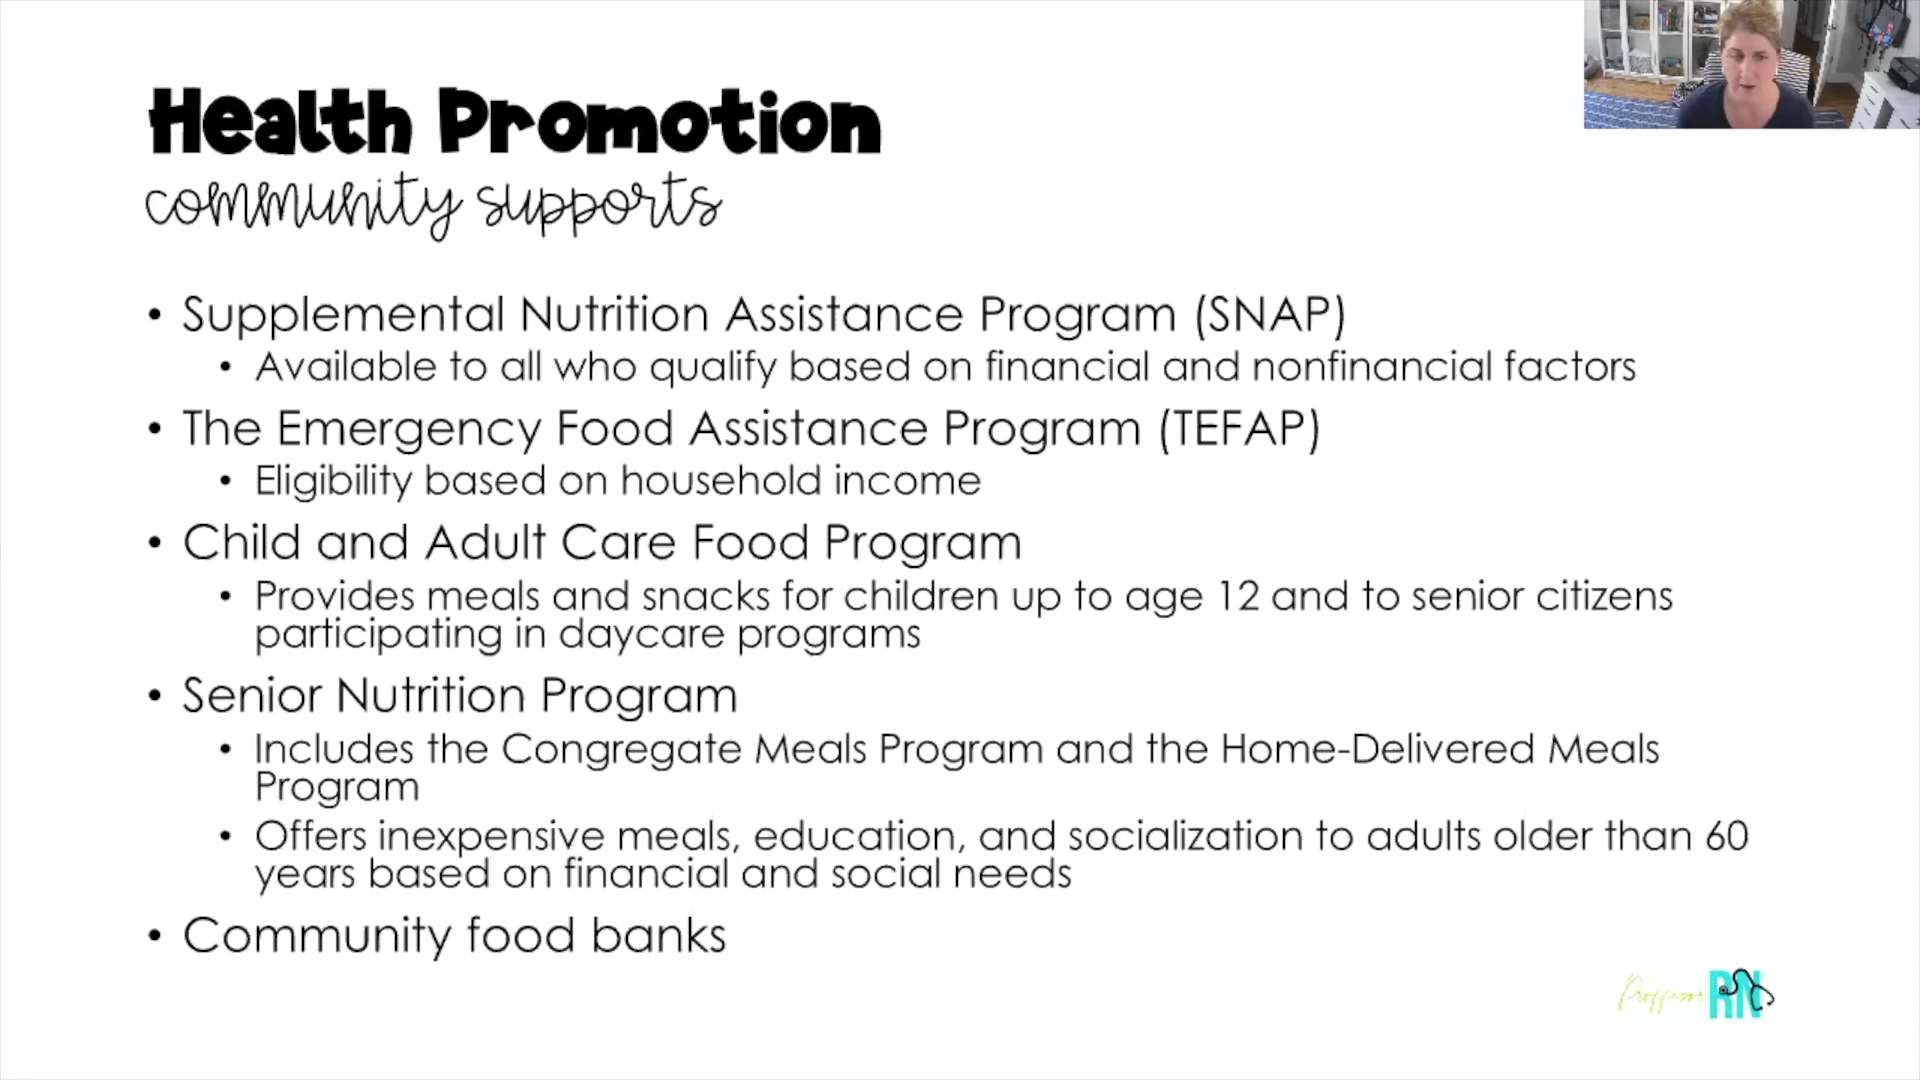 Health Promotion
community supports
• Supplemental Nutrition Assistance Program (SNAP)
• Available to all who qualify based on financial and nonfinancial factors
• The Emergency Food Assistance Program (TEFAP)
• Eligibility based on household income
• Child and Adult Care Food Program
• Provides meals and snacks for children up to age 12 and to senior citizens
participating in daycare programs
• Senior Nutrition Program
• Includes the Congregate Meals Program and the Home-Delivered Meals
Program
• Offers inexpensive meals, education, and socialization to adults older than 60
years based on financial and social needs
• Community food banks
Professor RN